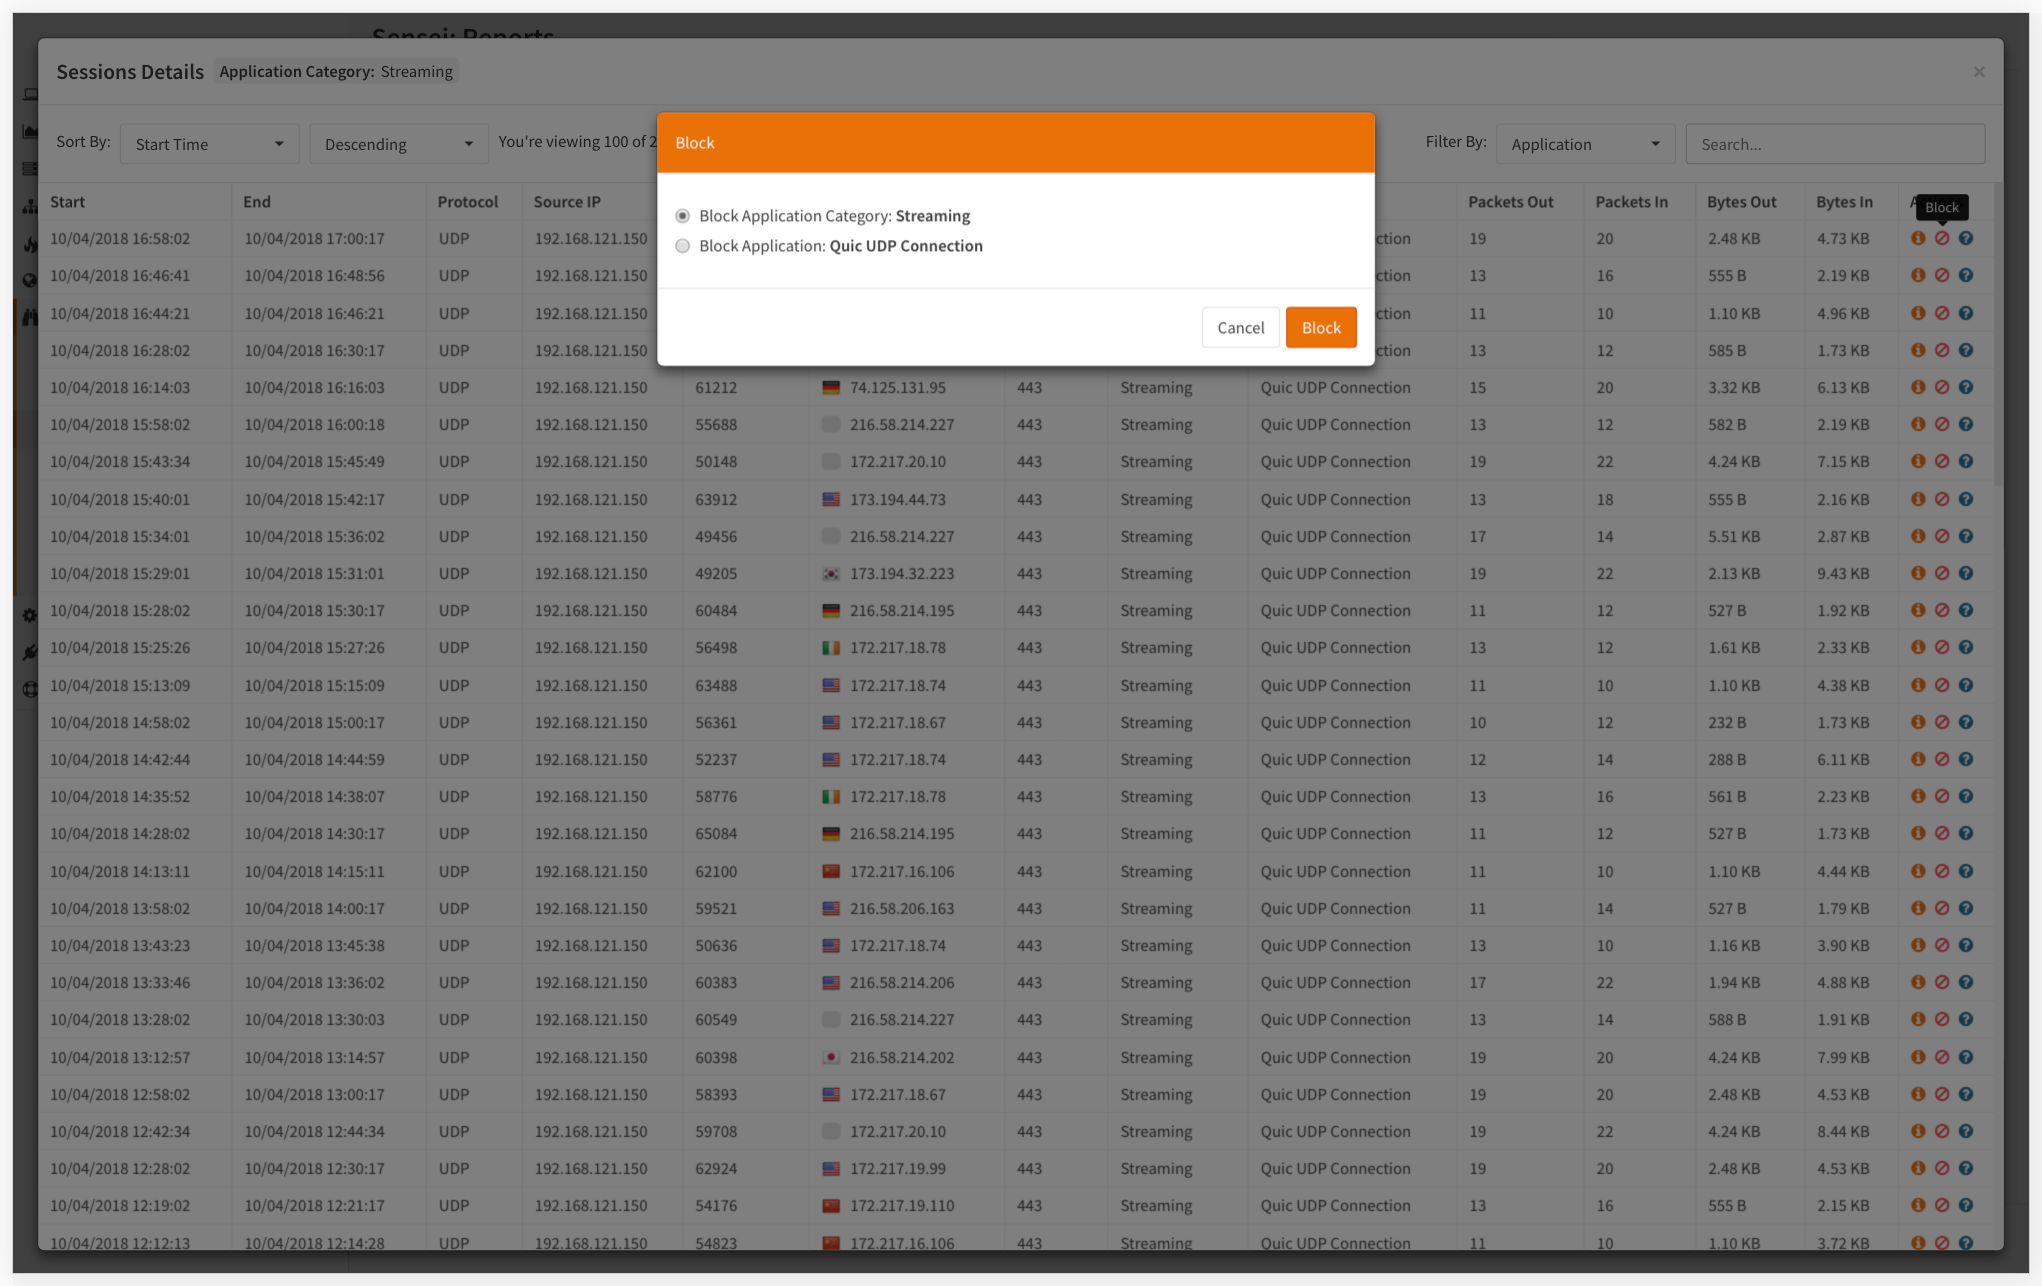 Sensei: Reports
Sessions Details Application Category: Streaming ×
Sort By: Start Time Descending You're viewing 100 of 2 Filter By: Application Search...
Block
Block Application Category: Streaming
Block Application: Quic UDP Connection
Cancel Block
Start End Protocol Source IP Packets Out Packets In Bytes Out Bytes In
Block
10/04/2018 16:58:02 10/04/2018 17:00:17 UDP 192.168.121.150 ction 19 20 2.48 KB 4.73 KB
10/04/2018 16:46:41 10/04/2018 16:48:56 UDP 192.168.121.150 ction 13 16 555 B 2.19 KB
10/04/2018 16:44:21 10/04/2018 16:46:21 UDP 192.168.121.150 ction 11 10 1.10 KB 4.96 KB
10/04/2018 16:28:02 10/04/2018 16:30:17 UDP 192.168.121.150 ction 13 12 585 B 1.73 KB
10/04/2018 16:14:03 10/04/2018 16:16:03 UDP 192.168.121.150 61212 74.125.131.95 443 Streaming Quic UDP Connection 15 20 3.32 KB 6.13 KB
10/04/2018 15:58:02 10/04/2018 16:00:18 UDP 192.168.121.150 55688 216.58.214.227 443 Streaming Quic UDP Connection 13 12 582 B 2.19 KB
10/04/2018 15:43:34 10/04/2018 15:45:49 UDP 192.168.121.150 50148 172.217.20.10 443 Streaming Quic UDP Connection 19 22 4.24 KB 7.15 KB
10/04/2018 15:40:01 10/04/2018 15:42:17 UDP 192.168.121.150 63912 173.194.44.73 443 Streaming Quic UDP Connection 13 18 555 B 2.16 KB
10/04/2018 15:34:01 10/04/2018 15:36:02 UDP 192.168.121.150 49456 216.58.214.227 443 Streaming Quic UDP Connection 17 14 5.51 KB 2.87 KB
10/04/2018 15:29:01 10/04/2018 15:31:01 UDP 192.168.121.150 49205 173.194.32.223 443 Streaming Quic UDP Connection 19 22 2.13 KB 9.43 KB
10/04/2018 15:28:02 10/04/2018 15:30:17 UDP 192.168.121.150 60484 216.58.214.195 443 Streaming Quic UDP Connection 11 12 527 B 1.92 KB
10/04/2018 15:25:26 10/04/2018 15:27:26 UDP 192.168.121.150 56498 172.217.18.78 443 Streaming Quic UDP Connection 13 12 1.61 KB 2.33 KB
10/04/2018 15:13:09 10/04/2018 15:15:09 UDP 192.168.121.150 63488 172.217.18.74 443 Streaming Quic UDP Connection 11 10 1.10 KB 4.38 KB
10/04/2018 14:58:02 10/04/2018 15:00:17 UDP 192.168.121.150 56361 172.217.18.67 443 Streaming Quic UDP Connection 10 12 232 B 1.73 KB
10/04/2018 14:42:44 10/04/2018 14:44:59 UDP 192.168.121.150 52237 172.217.18.74 443 Streaming Quic UDP Connection 12 14 288 B 6.11 KB
10/04/2018 14:35:52 10/04/2018 14:38:07 UDP 192.168.121.150 58776 172.217.18.78 443 Streaming Quic UDP Connection 13 16 561 B 2.23 KB
10/04/2018 14:28:02 10/04/2018 14:30:17 UDP 192.168.121.150 65084 216.58.214.195 443 Streaming Quic UDP Connection 11 12 527 B 1.73 KB
10/04/2018 14:13:11 10/04/2018 14:15:11 UDP 192.168.121.150 62100 172.217.16.106 443 Streaming Quic UDP Connection 11 10 1.10 KB 4.44 KB
10/04/2018 13:58:02 10/04/2018 14:00:17 UDP 192.168.121.150 59521 216.58.206.163 443 Streaming Quic UDP Connection 11 14 527 B 1.79 KB
10/04/2018 13:43:23 10/04/2018 13:45:38 UDP 192.168.121.150 50636 172.217.18.74 443 Streaming Quic UDP Connection 13 10 1.16 KB 3.90 KB
10/04/2018 13:33:46 10/04/2018 13:36:02 UDP 192.168.121.150 60383 216.58.214.206 443 Streaming Quic UDP Connection 17 22 1.94 KB 4.88 KB
10/04/2018 13:28:02 10/04/2018 13:30:03 UDP 192.168.121.150 60549 216.58.214.227 443 Streaming Quic UDP Connection 13 14 588 B 1.91 KB
10/04/2018 13:12:57 10/04/2018 13:14:57 UDP 192.168.121.150 60398 216.58.214.202 443 Streaming Quic UDP Connection 19 20 4.24 KB 7.99 KB
10/04/2018 12:58:02 10/04/2018 13:00:17 UDP 192.168.121.150 58393 172.217.18.67 443 Streaming Quic UDP Connection 19 20 2.48 KB 4.53 KB
10/04/2018 12:42:34 10/04/2018 12:44:34 UDP 192.168.121.150 59708 172.217.20.10 443 Streaming Quic UDP Connection 19 22 4.24 KB 8.44 KB
10/04/2018 12:28:02 10/04/2018 12:30:17 UDP 192.168.121.150 62924 172.217.19.99 443 Streaming Quic UDP Connection 19 20 2.48 KB 4.53 KB
10/04/2018 12:19:02 10/04/2018 12:21:17 UDP 192.168.121.150 54176 172.217.19.110 443 Streaming Quic UDP Connection 13 16 555 B 2.15 KB
10/04/2018 12:12:13 10/04/2018 12:14:28 UDP 192.168.121.150 54823 172.217.16.106 443 Streaming Quic UDP Connection 11 10 1.10 KB 3.72 KB